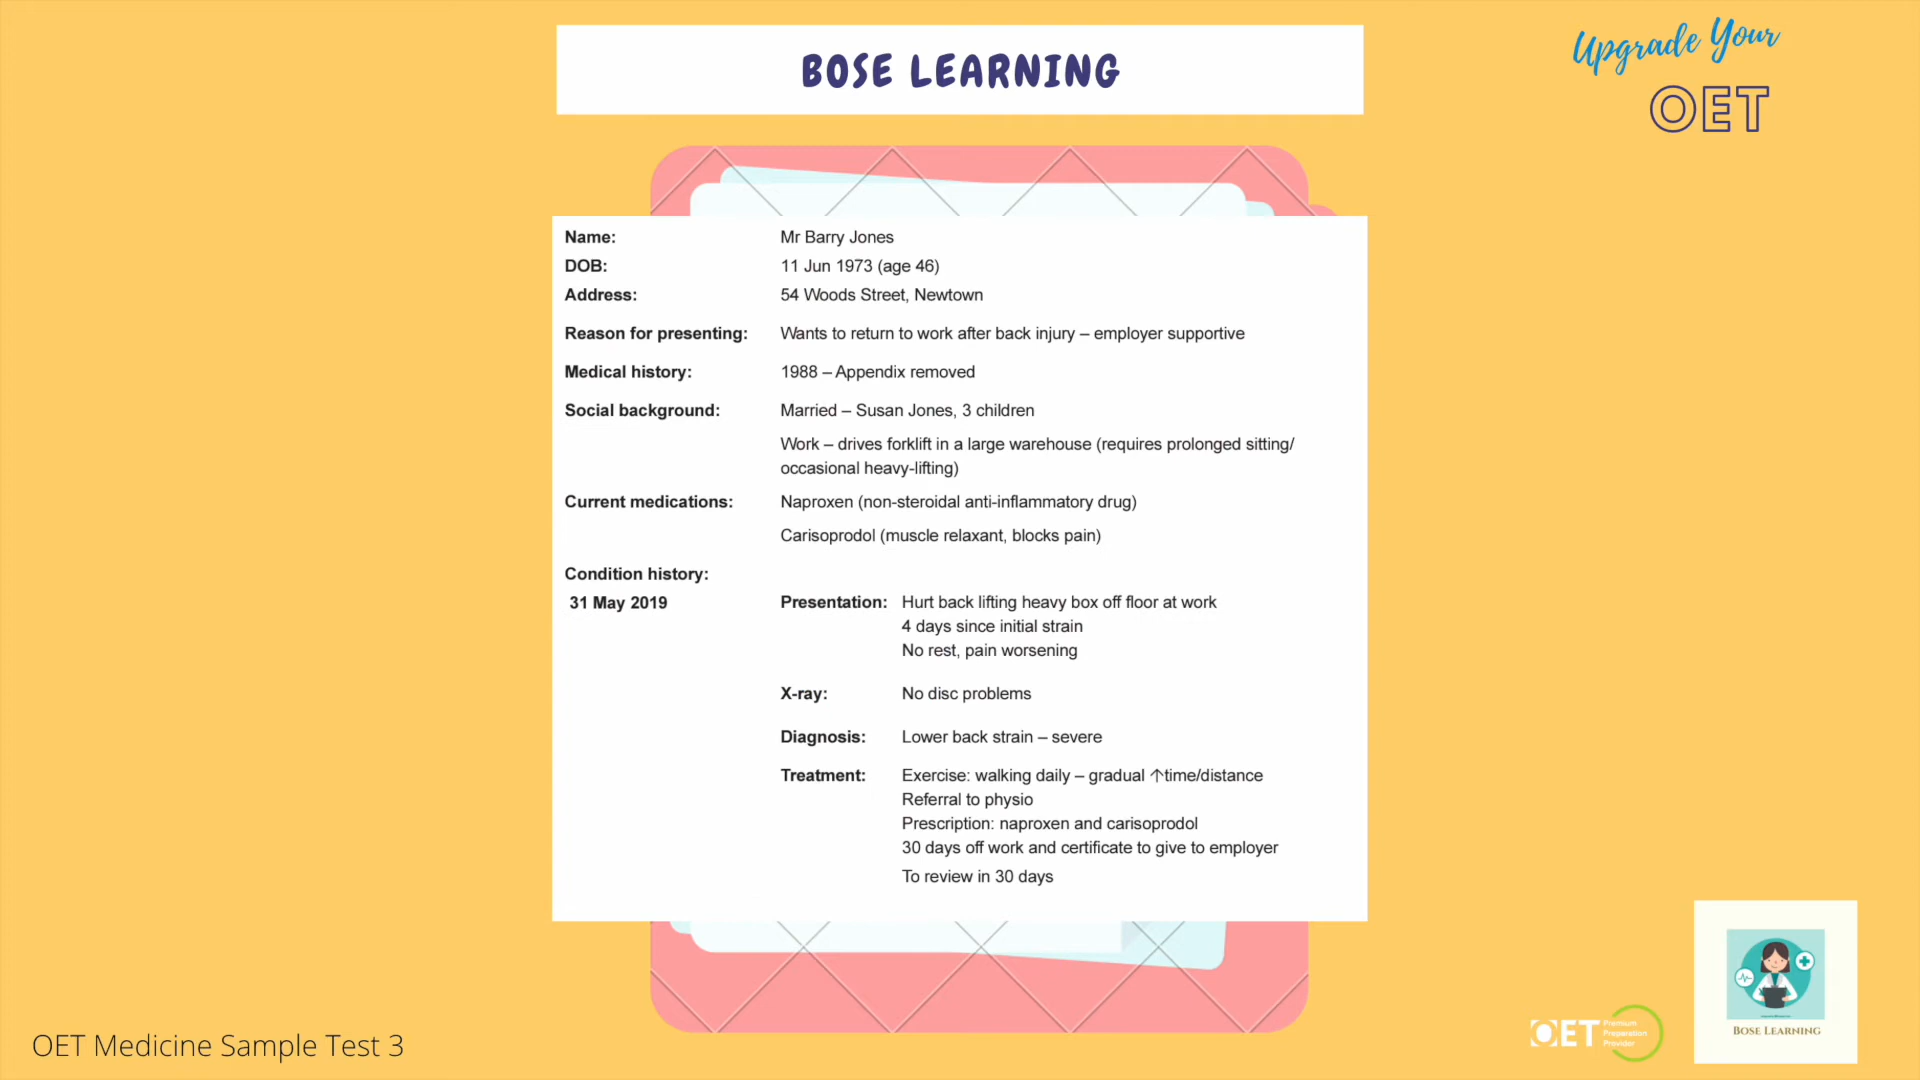 BOSE LEARNING
Upgrade Your
OET
Name: Mr Barry Jones
DOB: 11 Jun 1973 (age 46)
Address: 54 Woods Street, Newtown
Reason for presenting: Wants to return to work after back injury – employer supportive
Medical history: 1988 – Appendix removed
Social background: Married – Susan Jones, 3 children
Work – drives forklift in a large warehouse (requires prolonged sitting/
occasional heavy-lifting)
Current medications: Naproxen (non-steroidal anti-inflammatory drug)
Carisoprodol (muscle relaxant, blocks pain)
Condition history:
31 May 2019 Presentation: Hurt back lifting heavy box off floor at work
4 days since initial strain
No rest, pain worsening
X-ray: No disc problems
Diagnosis: Lower back strain – severe
Treatment: Exercise: walking daily – gradual ↑time/distance
Referral to physio
Prescription: naproxen and carisoprodol
30 days off work and certificate to give to employer
To review in 30 days
OET Medicine Sample Test 3
OET
Premium
Preparation
Provider
BOSE LEARNING